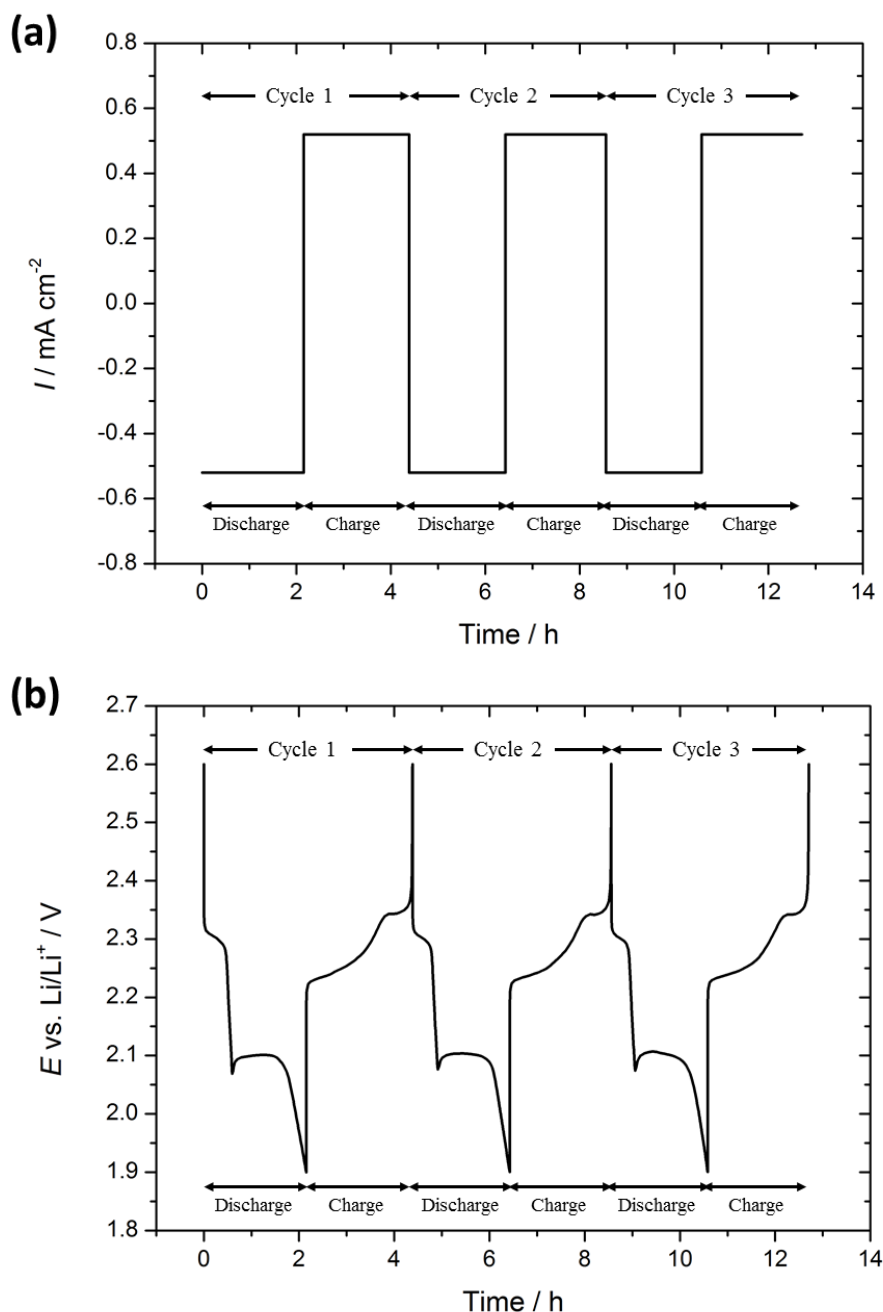 (a)
0.8
0.6
0.4
0.2
0.0
-0.2
-0.4
-0.6
-0.8
I / mA cm⁻²
Cycle 1 Cycle 2 Cycle 3
Discharge Charge Discharge Charge Discharge Charge
0 2 4 6 8 10 12 14
Time / h
(b)
2.7
2.6
2.5
2.4
2.3
2.2
2.1
2.0
1.9
1.8
E vs. Li/Li⁺ / V
Cycle 1 Cycle 2 Cycle 3
Discharge Charge Discharge Charge Discharge Charge
0 2 4 6 8 10 12 14
Time / h